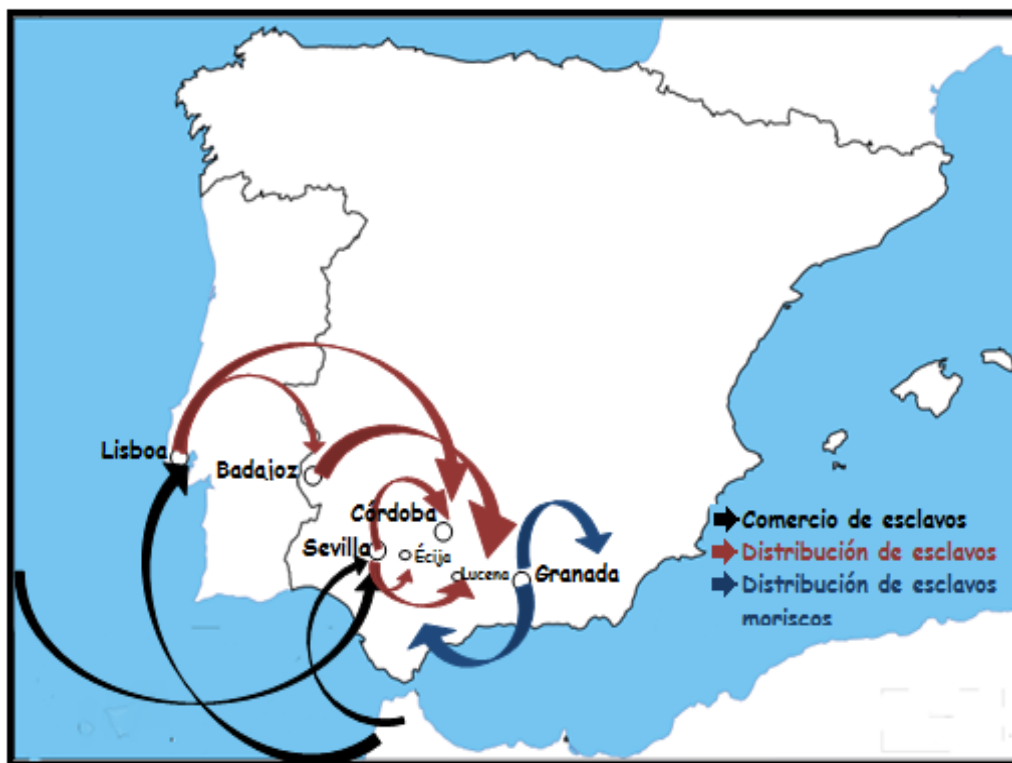 Lisboa
Badajoz
Córdoba
Sevilla
Écija
Lucena
Granada
Comercio de esclavos
Distribución de esclavos
Distribución de esclavos
moriscos